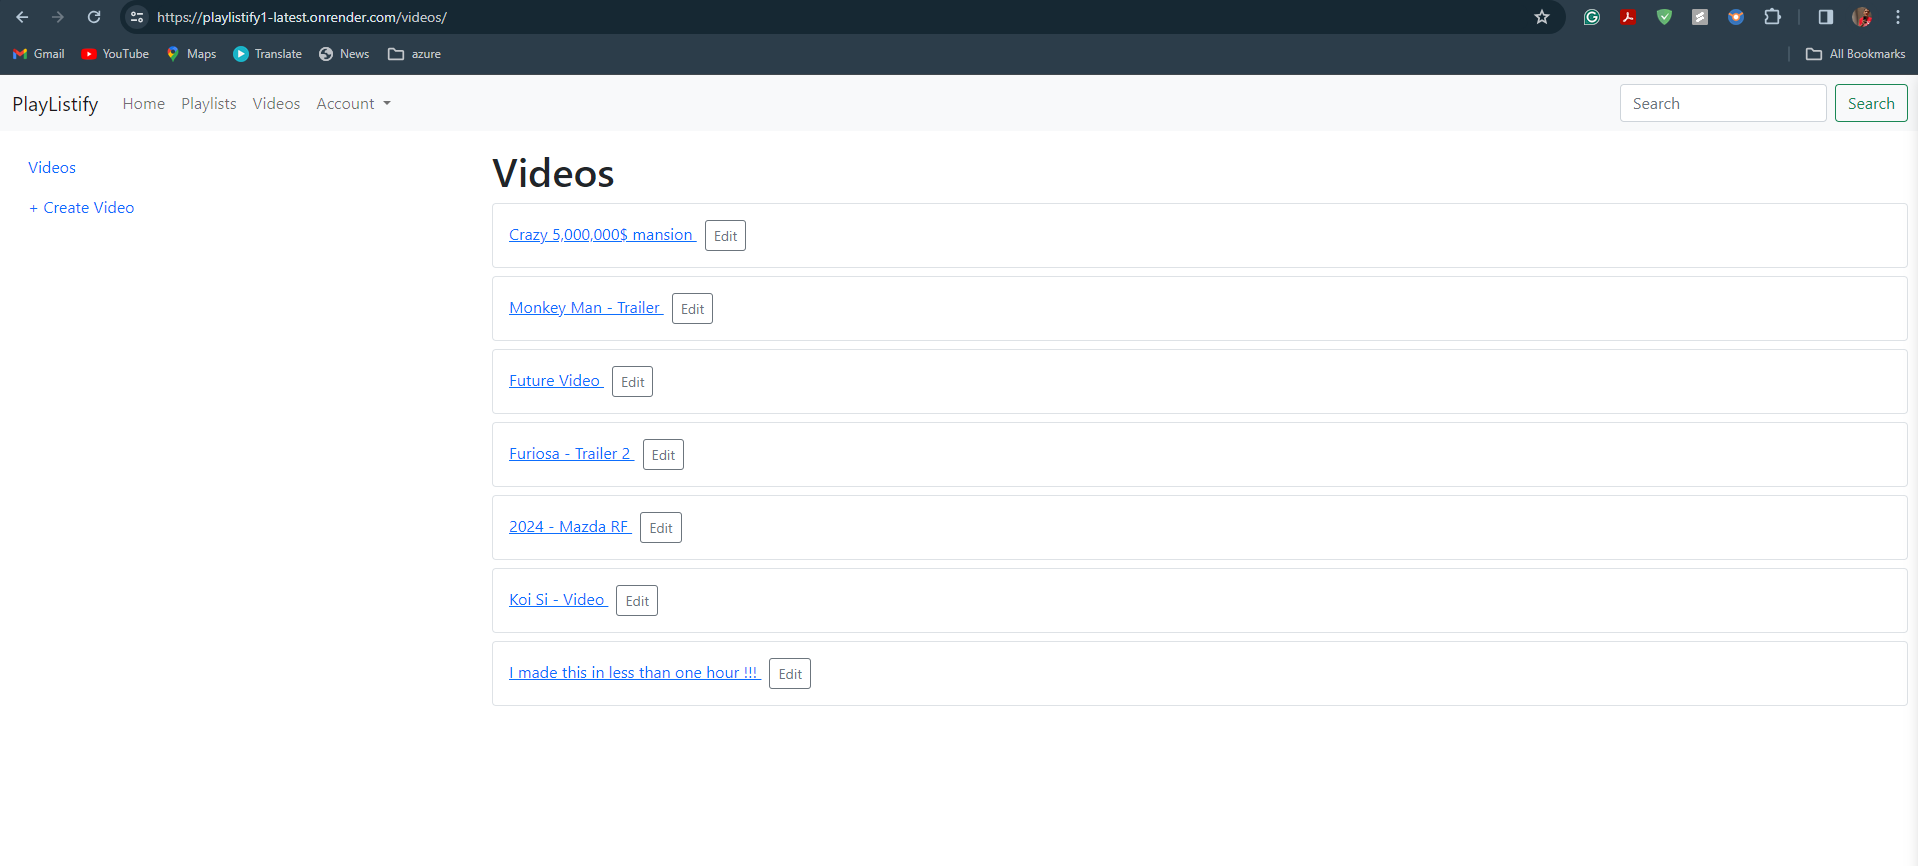 https://playlistify1-latest.onrender.com/videos/
Gmail YouTube Maps Translate News azure All Bookmarks
PlayListify Home Playlists Videos Account Search Search
Videos
+ Create Video
Videos
Crazy 5,000,000$ mansion Edit
Monkey Man - Trailer Edit
Future Video Edit
Furiosa - Trailer 2 Edit
2024 - Mazda RF Edit
Koi Si - Video Edit
I made this in less than one hour !!! Edit